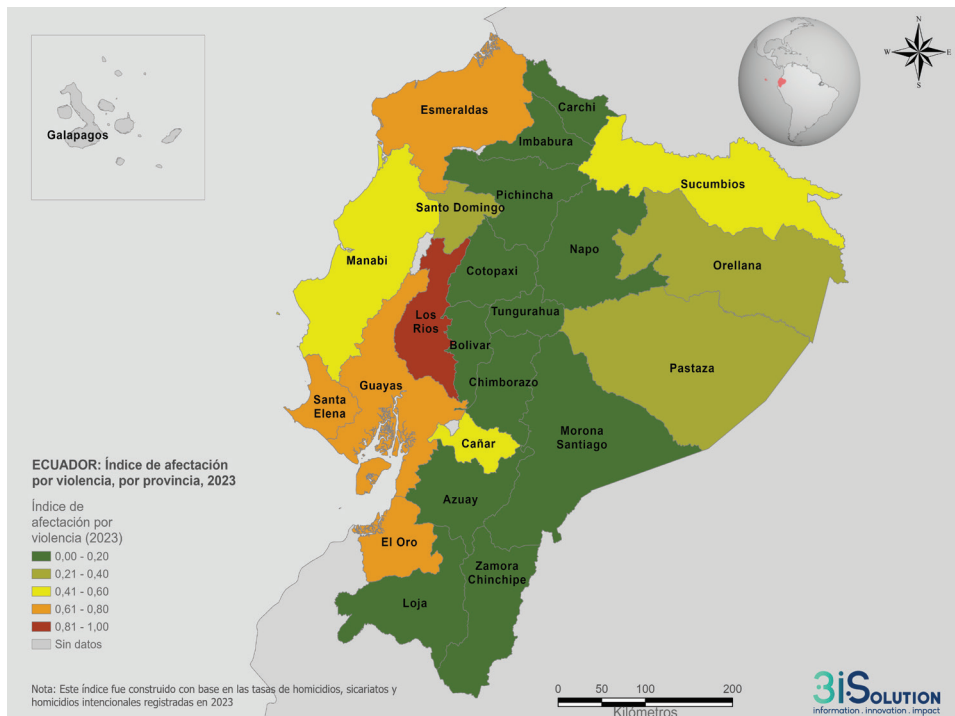 N
W
E
S
Galapagos
Esmeraldas
Carchi
Imbabura
Sucumbios
Pichincha
Santo Domingo
Napo
Manabi
Orellana
Cotopaxi
Los
Rios
Tungurahua
Bolivar
Pastaza
Chimborazo
Guayas
Santa
Elena
Morona
Santiago
Cañar
Azuay
El Oro
Zamora
Chinchipe
Loja
ECUADOR: Índice de afectación
por violencia, por provincia, 2023
Índice de
afectación por
violencia (2023)
0,00 - 0,20
0,21 - 0,40
0,41 - 0,60
0,61 - 0,80
0,81 - 1,00
Sin datos
Nota: Este índice fue construido con base en las tasas de homicidios, sicariatos y
homicidios intencionales registradas en 2023
0 50 100 200
Kilómetros
3iSolution
information . innovation . impact